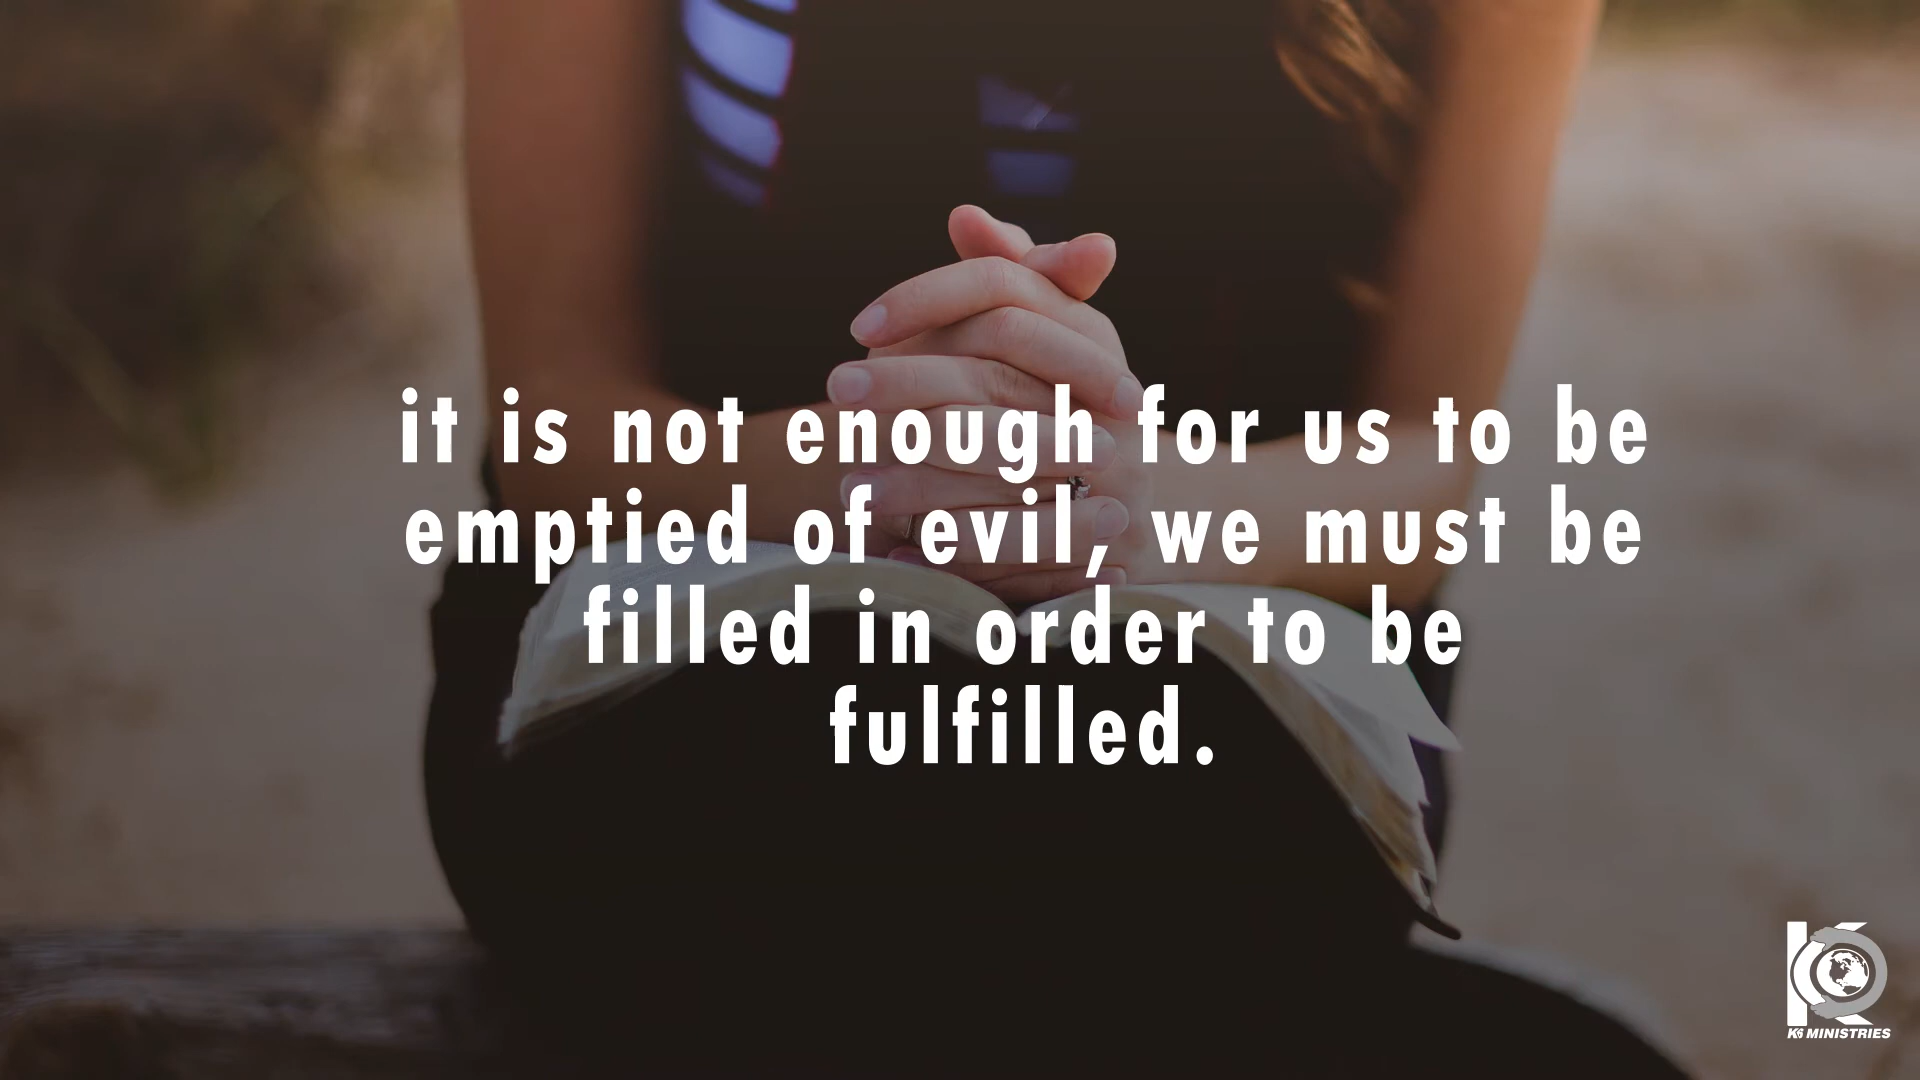 it is not enough for us to be
emptied of evil, we must be
filled in order to be
fulfilled.
K6 MINISTRIES